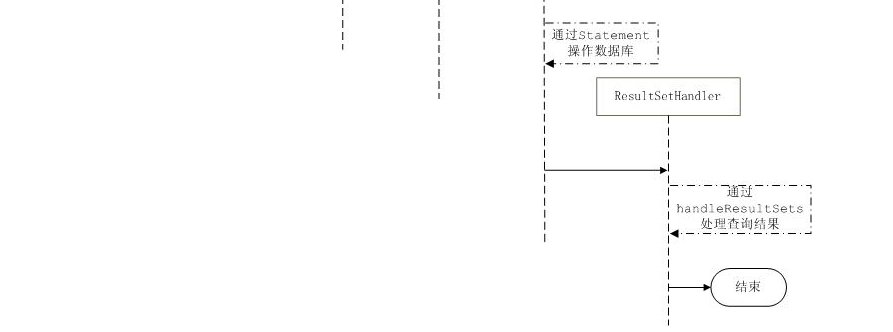 通过Statement
操作数据库
ResultSetHandler
通过
handleResultSets
处理查询结果
结束